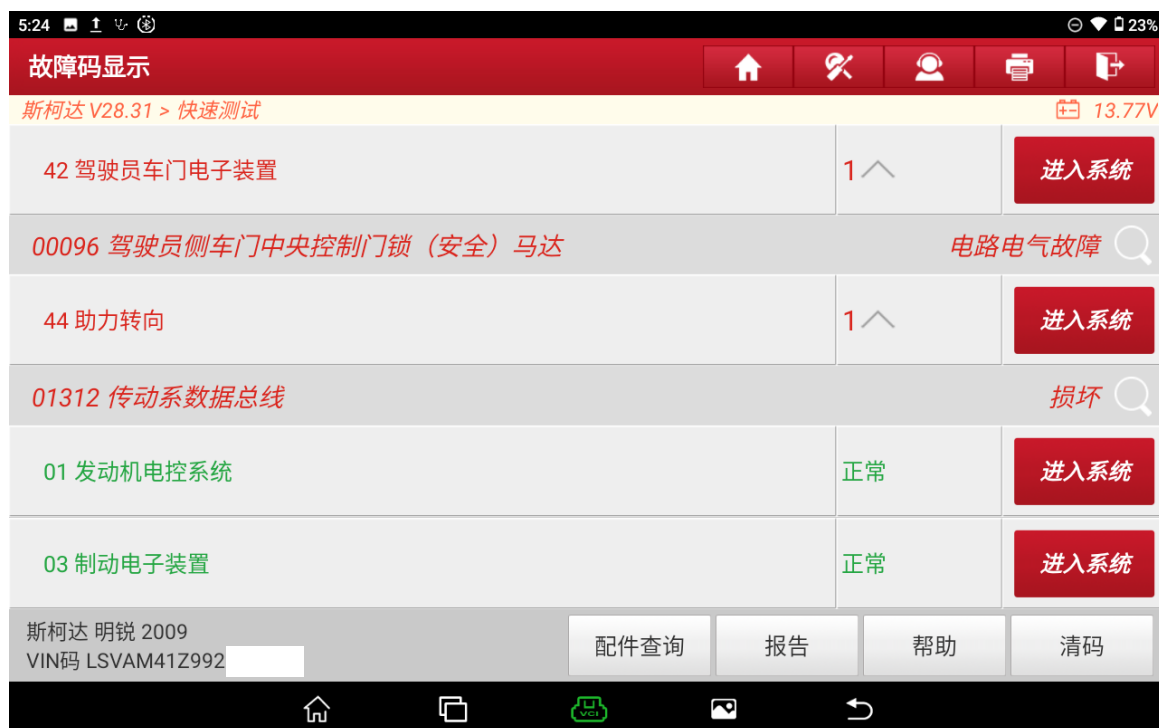 5:24
23%
故障码显示
斯柯达 V28.31 > 快速测试
13.77V
42 驾驶员车门电子装置
1
进入系统
00096 驾驶员侧车门中央控制门锁（安全）马达
电路电气故障
44 助力转向
1
进入系统
01312 传动系数据总线
损坏
01 发动机电控系统
正常
进入系统
03 制动电子装置
正常
进入系统
斯柯达 明锐 2009
VIN码 LSVAM41Z992
配件查询
报告
帮助
清码
VCI